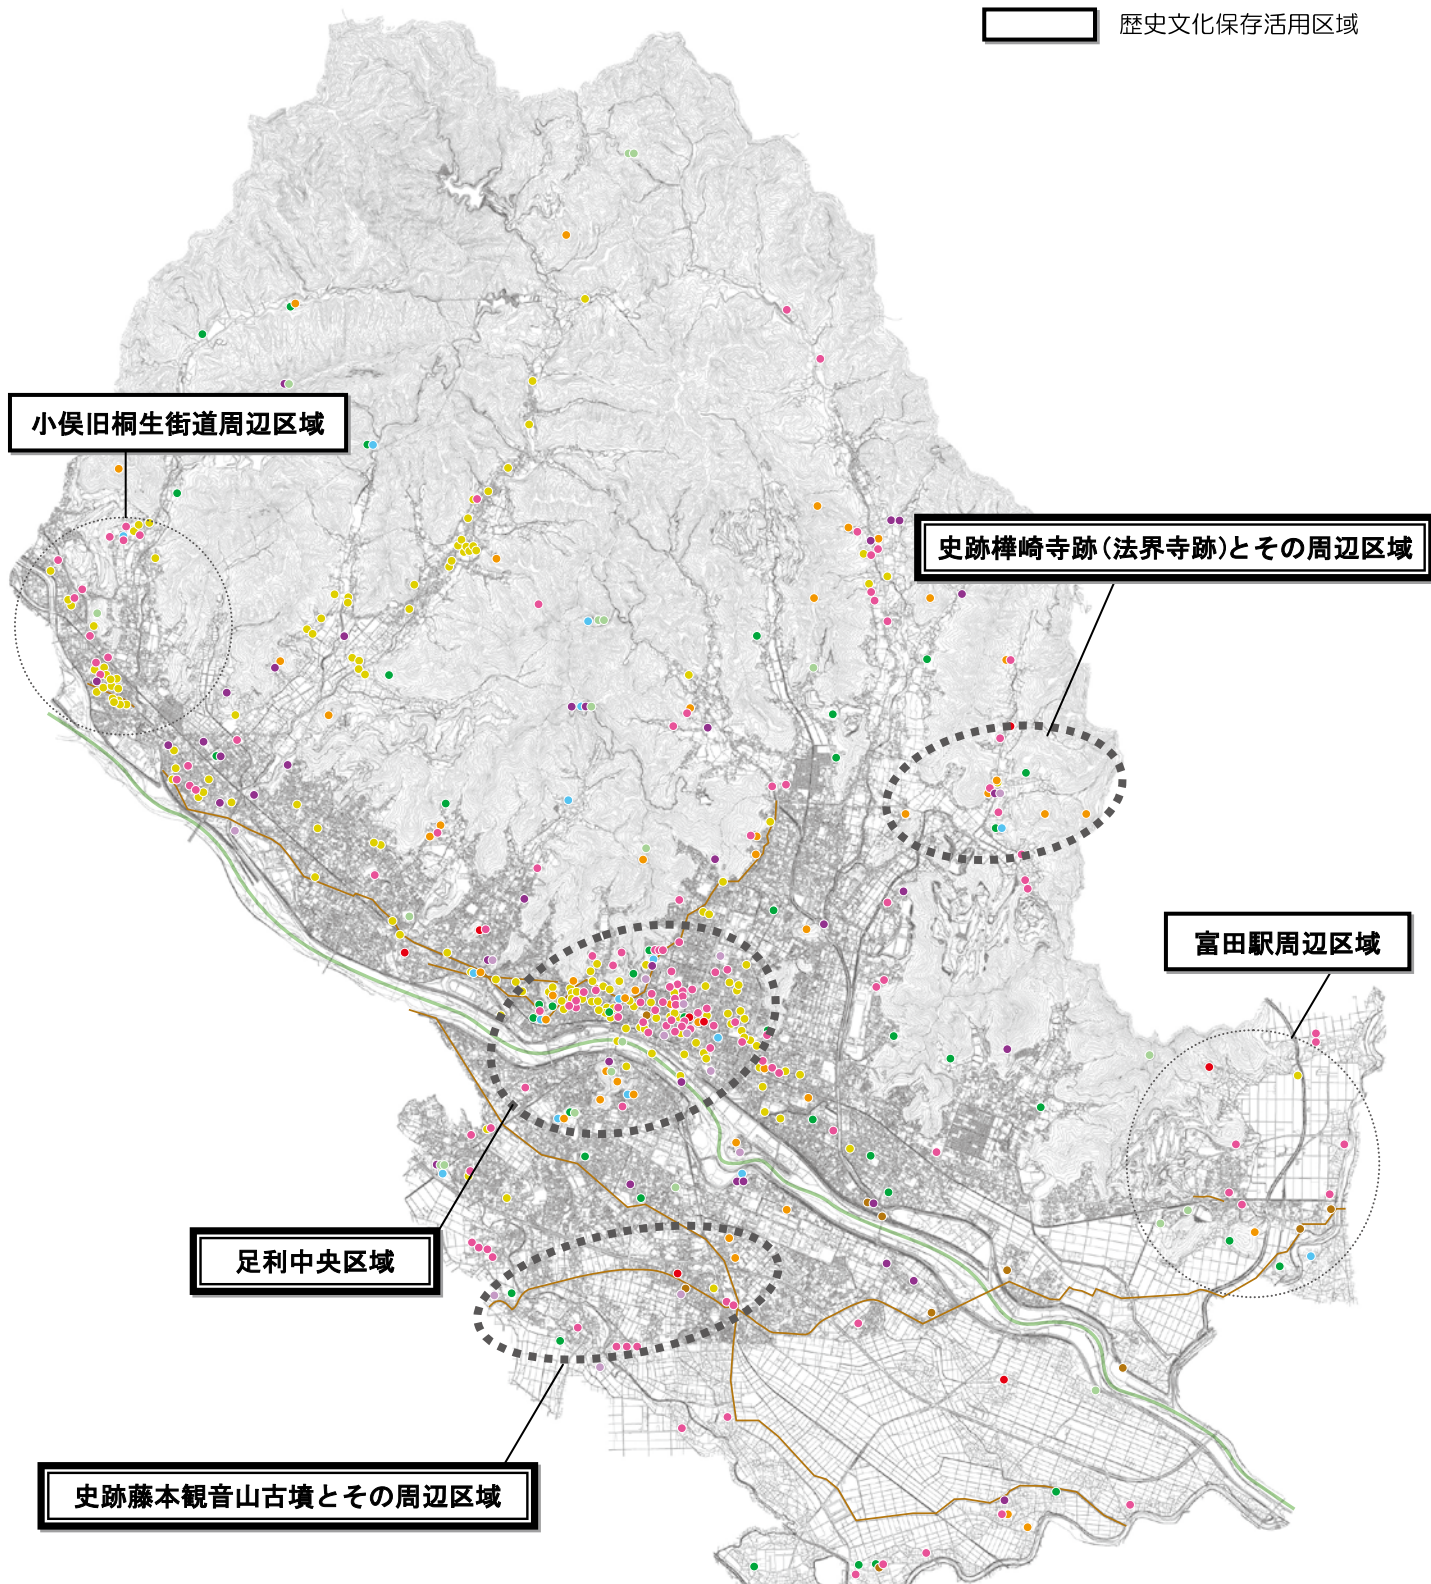 歴史文化保存活用区域
小俣旧桐生街道周辺区域
史跡樺崎寺跡(法界寺跡)とその周辺区域
富田駅周辺区域
足利中央区域
史跡藤本観音山古墳とその周辺区域